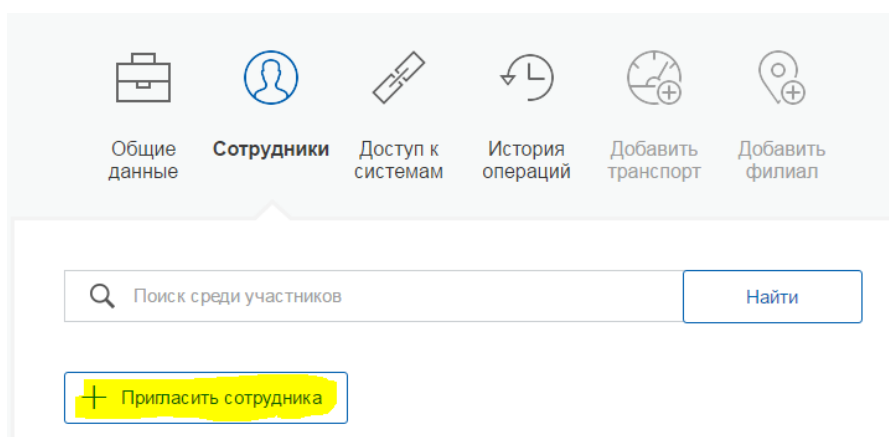 Общие данные
Сотрудники
Доступ к системам
История операций
Добавить транспорт
Добавить филиал
Поиск среди участников
Найти
Пригласить сотрудника